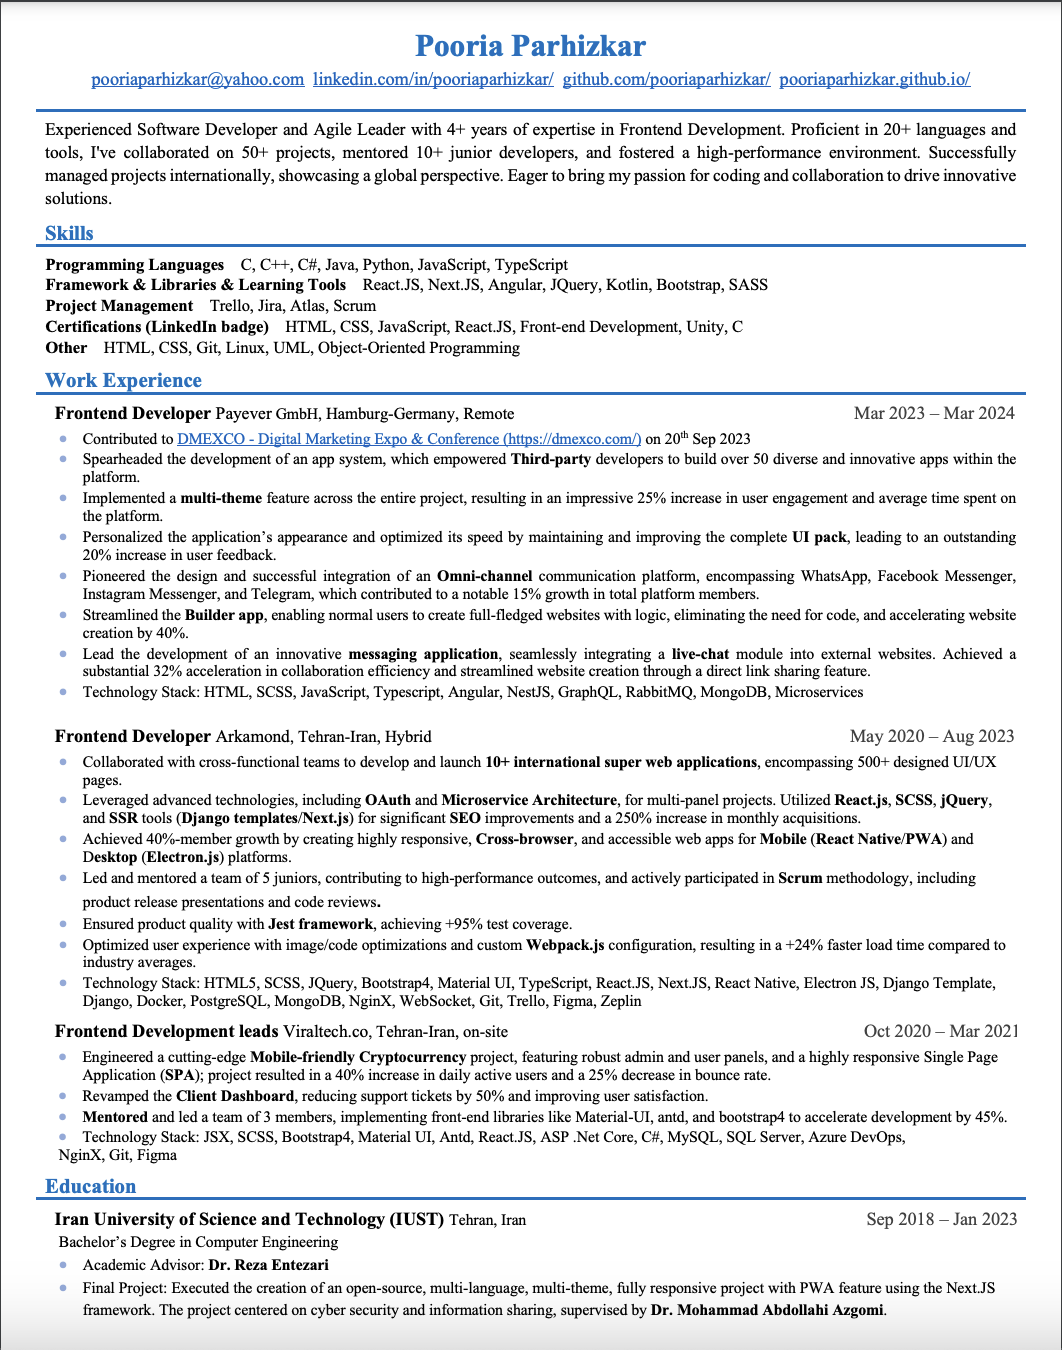 Pooria Parhizkar
pooriaparhizkar@yahoo.com linkedin.com/in/pooriaparhizkar/ github.com/pooriaparhizkar/ pooriaparhizkar.github.io/
Experienced Software Developer and Agile Leader with 4+ years of expertise in Frontend Development. Proficient in 20+ languages and
tools, I've collaborated on 50+ projects, mentored 10+ junior developers, and fostered a high-performance environment. Successfully
managed projects internationally, showcasing a global perspective. Eager to bring my passion for coding and collaboration to drive innovative
solutions.
Skills
Programming Languages C, C++, C#, Java, Python, JavaScript, TypeScript
Framework & Libraries & Learning Tools React.JS, Next.JS, Angular, JQuery, Kotlin, Bootstrap, SASS
Project Management Trello, Jira, Atlas, Scrum
Certifications (LinkedIn badge) HTML, CSS, JavaScript, React.JS, Front-end Development, Unity, C
Other HTML, CSS, Git, Linux, UML, Object-Oriented Programming
Work Experience
Frontend Developer Payever GmbH, Hamburg-Germany, Remote Mar 2023 – Mar 2024
• Contributed to DMEXCO - Digital Marketing Expo & Conference (https://dmexco.com/) on 20th Sep 2023
• Spearheaded the development of an app system, which empowered Third-party developers to build over 50 diverse and innovative apps within the
platform.
• Implemented a multi-theme feature across the entire project, resulting in an impressive 25% increase in user engagement and average time spent on
the platform.
• Personalized the application’s appearance and optimized its speed by maintaining and improving the complete UI pack, leading to an outstanding
20% increase in user feedback.
• Pioneered the design and successful integration of an Omni-channel communication platform, encompassing WhatsApp, Facebook Messenger,
Instagram Messenger, and Telegram, which contributed to a notable 15% growth in total platform members.
• Streamlined the Builder app, enabling normal users to create full-fledged websites with logic, eliminating the need for code, and accelerating website
creation by 40%.
• Lead the development of an innovative messaging application, seamlessly integrating a live-chat module into external websites. Achieved a
substantial 32% acceleration in collaboration efficiency and streamlined website creation through a direct link sharing feature.
• Technology Stack: HTML, SCSS, JavaScript, Typescript, Angular, NestJS, GraphQL, RabbitMQ, MongoDB, Microservices
Frontend Developer Arkamond, Tehran-Iran, Hybrid May 2020 – Aug 2023
• Collaborated with cross-functional teams to develop and launch 10+ international super web applications, encompassing 500+ designed UI/UX
pages.
• Leveraged advanced technologies, including OAuth and Microservice Architecture, for multi-panel projects. Utilized React.js, SCSS, jQuery,
and SSR tools (Django templates/Next.js) for significant SEO improvements and a 250% increase in monthly acquisitions.
• Achieved 40%-member growth by creating highly responsive, Cross-browser, and accessible web apps for Mobile (React Native/PWA) and
Desktop (Electron.js) platforms.
• Led and mentored a team of 5 juniors, contributing to high-performance outcomes, and actively participated in Scrum methodology, including
product release presentations and code reviews.
• Ensured product quality with Jest framework, achieving +95% test coverage.
• Optimized user experience with image/code optimizations and custom Webpack.js configuration, resulting in a +24% faster load time compared to
industry averages.
• Technology Stack: HTML5, SCSS, JQuery, Bootstrap4, Material UI, TypeScript, React.JS, Next.JS, React Native, Electron JS, Django Template,
Django, Docker, PostgreSQL, MongoDB, NginX, WebSocket, Git, Trello, Figma, Zeplin
Frontend Development leads Viraltech.co, Tehran-Iran, on-site Oct 2020 – Mar 2021
• Engineered a cutting-edge Mobile-friendly Cryptocurrency project, featuring robust admin and user panels, and a highly responsive Single Page
Application (SPA); project resulted in a 40% increase in daily active users and a 25% decrease in bounce rate.
• Revamped the Client Dashboard, reducing support tickets by 50% and improving user satisfaction.
• Mentored and led a team of 3 members, implementing front-end libraries like Material-UI, antd, and bootstrap4 to accelerate development by 45%.
• Technology Stack: JSX, SCSS, Bootstrap4, Material UI, Antd, React.JS, ASP .Net Core, C#, MySQL, SQL Server, Azure DevOps,
NginX, Git, Figma
Education
Iran University of Science and Technology (IUST) Tehran, Iran Sep 2018 – Jan 2023
Bachelor’s Degree in Computer Engineering
• Academic Advisor: Dr. Reza Entezari
• Final Project: Executed the creation of an open-source, multi-language, multi-theme, fully responsive project with PWA feature using the Next.JS
framework. The project centered on cyber security and information sharing, supervised by Dr. Mohammad Abdollahi Azgomi.